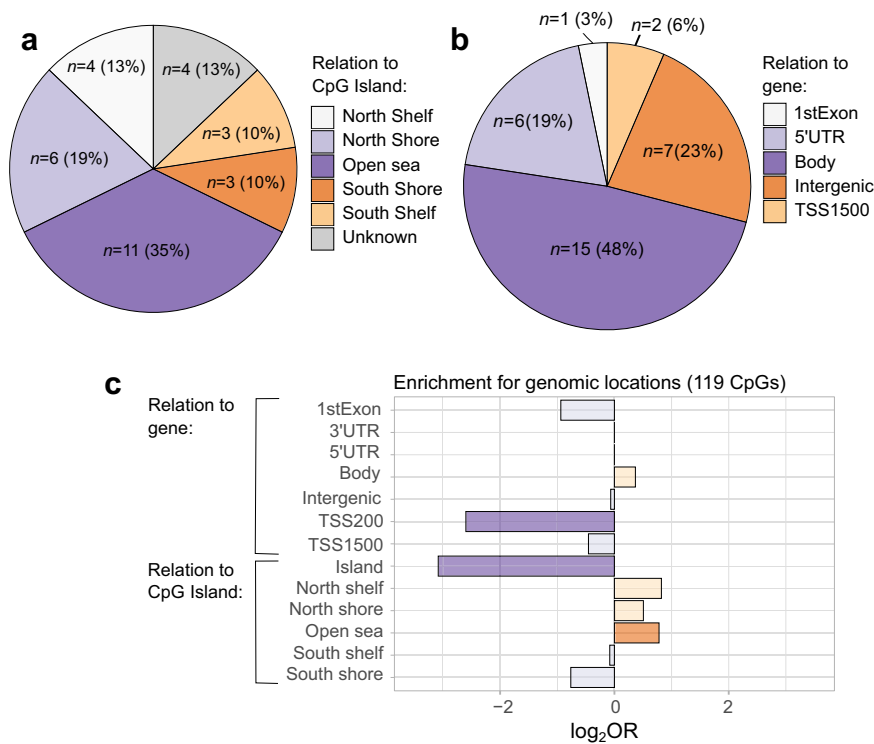 a
n=4 (13%)
n=4 (13%)
n=3 (10%)
n=3 (10%)
n=11 (35%)
n=6 (19%)
Relation to
CpG Island:
North Shelf
North Shore
Open sea
South Shore
South Shelf
Unknown
b
n=1 (3%)
n=2 (6%)
n=7(23%)
n=15 (48%)
n=6(19%)
Relation to
gene:
1stExon
5'UTR
Body
Intergenic
TSS1500
c
Enrichment for genomic locations (119 CpGs)
Relation to
gene:
1stExon
3'UTR
5'UTR
Body
Intergenic
TSS200
TSS1500
Relation to
CpG Island:
Island
North shelf
North shore
Open sea
South shelf
South shore
−2 0 2
log₂OR